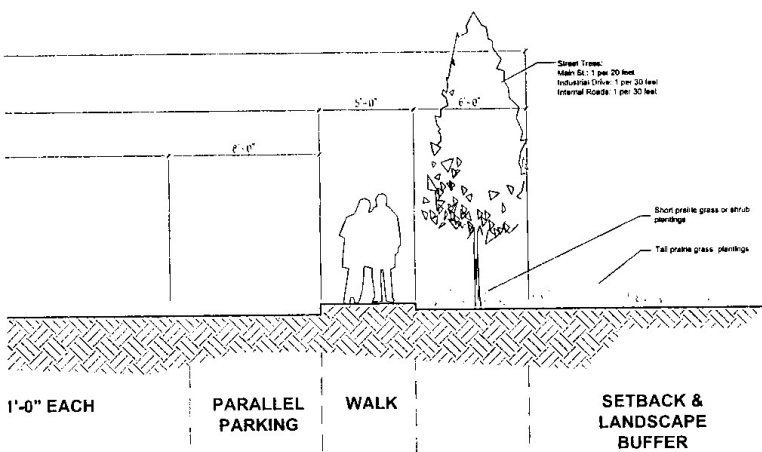 Street Trees:
Main St.: 1 per 20 feet
Industrial Drive: 1 per 30 feet
Internal Roads: 1 per 30 feet
5'-0"
6'-0"
8'-0"
Short prairie grass or shrub
plantings
Tall prairie grass plantings
1'-0" EACH
PARALLEL
PARKING
WALK
SETBACK &
LANDSCAPE
BUFFER